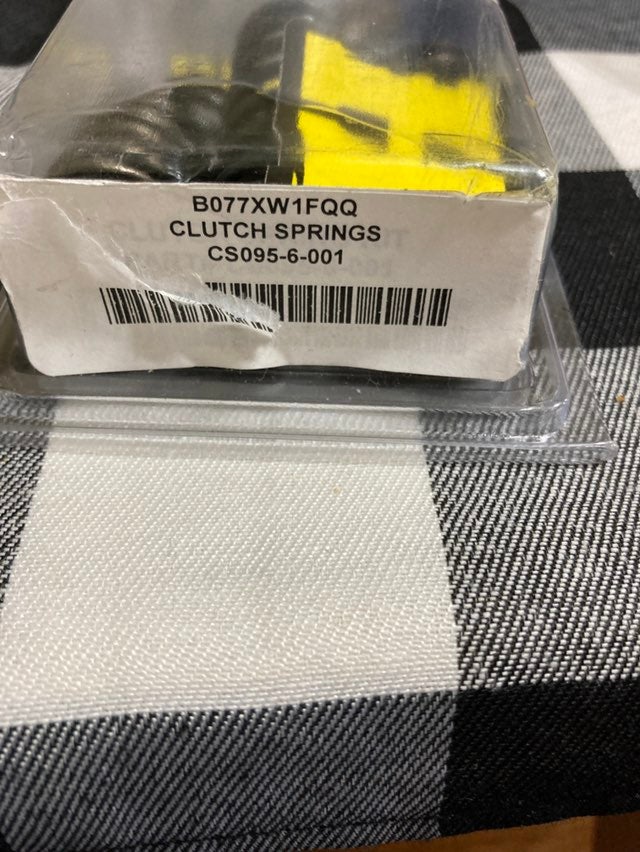 B077XW1FQQ
CLUTCH SPRINGS
CS095-6-001